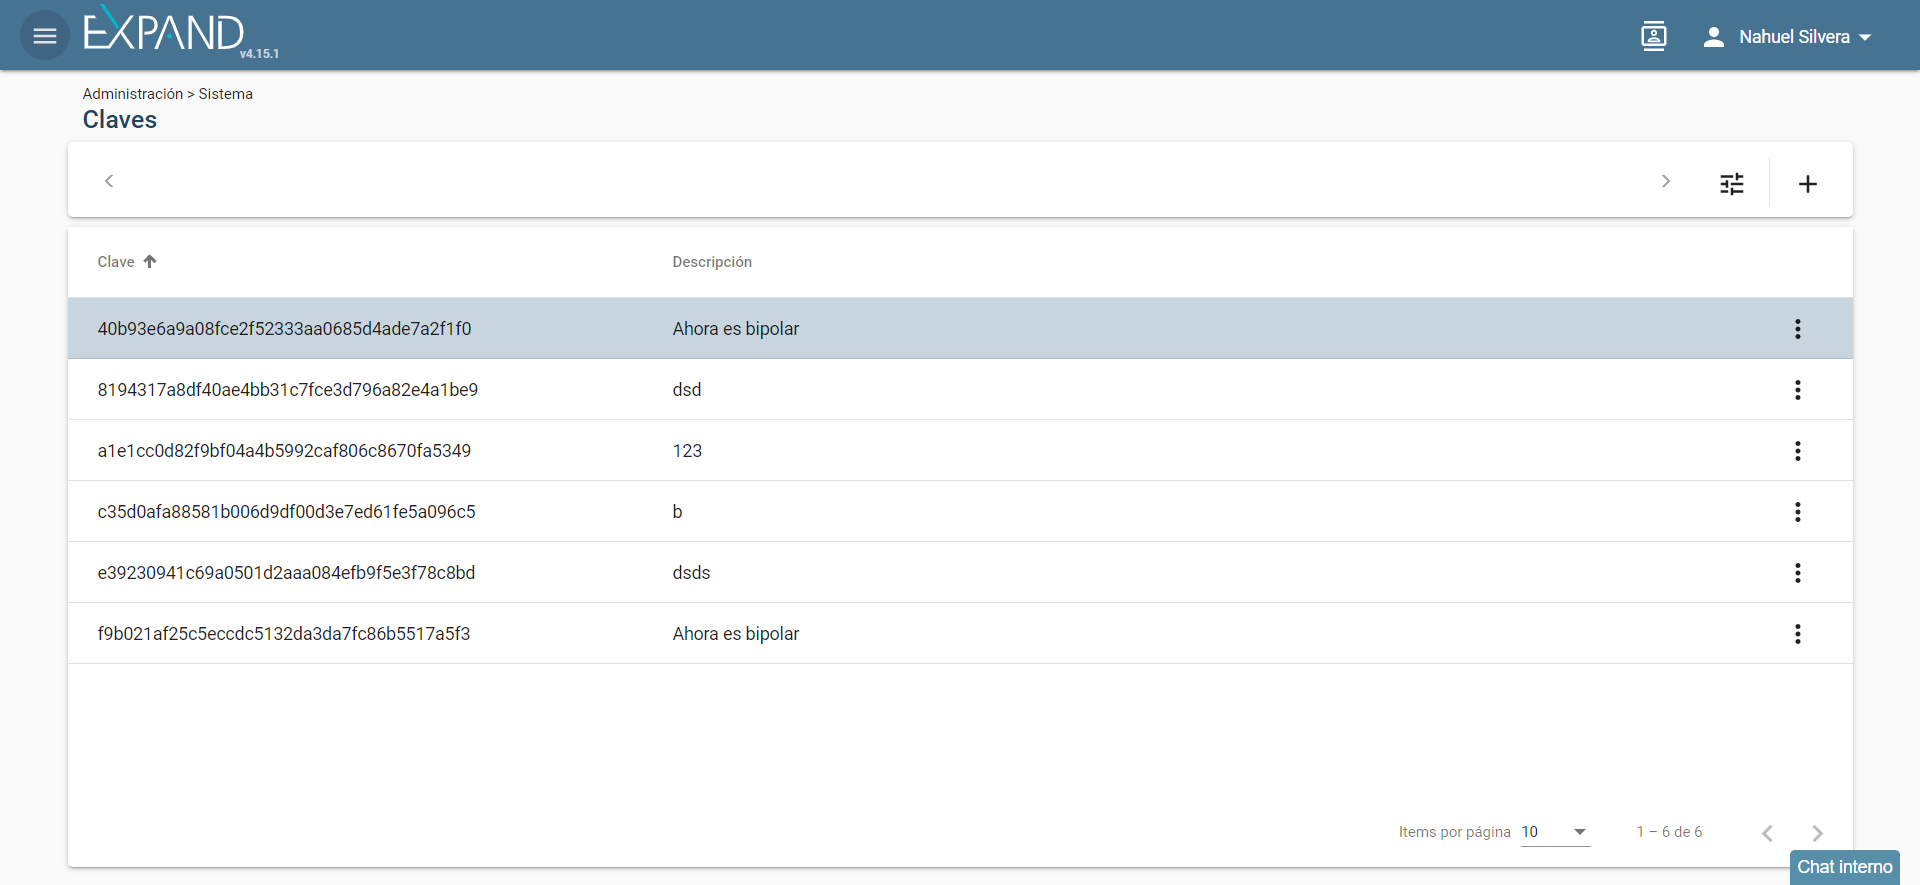 EXPAND
v4.15.1
Nahuel Silvera
Administración > Sistema
Claves
Clave Descripción
40b93e6a9a08fce2f52333aa0685d4ade7a2f1f0 Ahora es bipolar
8194317a8df40ae4bb31c7fce3d796a82e4a1be9 dsd
a1e1cc0d82f9bf04a4b5992caf806c8670fa5349 123
c35d0afa88581b006d9df00d3e7ed61fe5a096c5 b
e39230941c69a0501d2aaa084efb9f5e3f78c8bd dsds
f9b021af25c5eccdc5132da3da7fc86b5517a5f3 Ahora es bipolar
Items por página 10 1 – 6 de 6
Chat interno